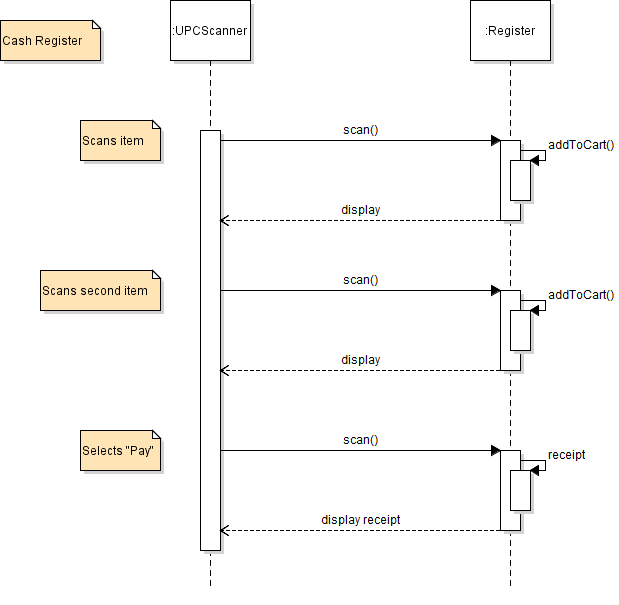 Cash Register
:UPCScanner
:Register
Scans item
scan()
addToCart()
display
Scans second item
scan()
addToCart()
display
Selects "Pay"
scan()
receipt
display receipt